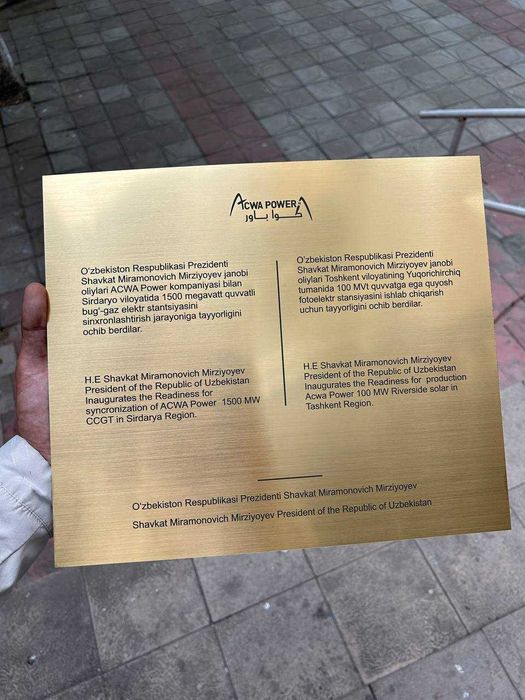 ACWA POWER
أكوا باور
O'zbekiston Respublikasi Prezidenti
Shavkat Miramonovich Mirziyoyev janobi
oliylari ACWA Power kompaniyasi bilan
Sirdaryo viloyatida 1500 megavatt quvvatli
bug'-gaz elektr stantsiyasini
sinxronlashtirish jarayoniga tayyorligini
ochib berdilar.
H.E Shavkat Miramonovich Mirziyoyev
President of the Republic of Uzbekistan
Inaugurates the Readiness for
syncronization of ACWA Power 1500 MW
CCGT in Sirdarya Region.
O'zbekiston Respublikasi Prezidenti
Shavkat Miramonovich Mirziyoyev janobi
oliylari Toshkent viloyatining Yuqorichirchiq
tumanida 100 MVt quvvatga ega quyosh
fotoelektr stansiyasini ishlab chiqarish
uchun tayyorligini ochib berdilar.
H.E Shavkat Miramonovich Mirziyoyev
President of the Republic of Uzbekistan
Inaugurates the Readiness for production
Acwa Power 100 MW Riverside solar in
Tashkent Region.
O'zbekiston Respublikasi Prezidenti Shavkat Miramonovich Mirziyoyev
Shavkat Miramonovich Mirziyoyev President of the Republic of Uzbekistan